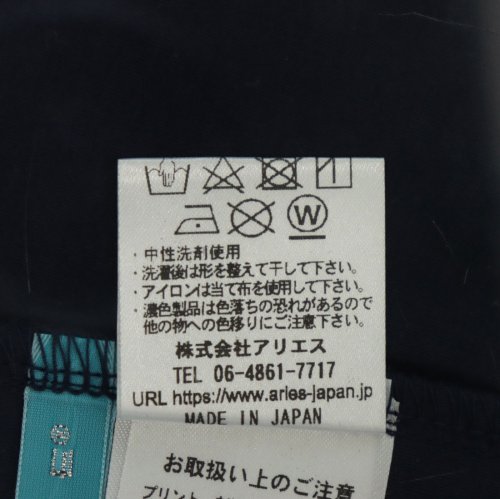 W
・中性洗剤使用
・洗濯後は形を整えて干して下さい。
・アイロンは当て布を使用して下さい。
・濃色製品は色落ちの恐れがあるので
他の物への色移りにご注意下さい。
株式会社アリエス
TEL 06-4861-7717
URL https://www.aries-japan.jp
MADE IN JAPAN
お取扱い上のご注意